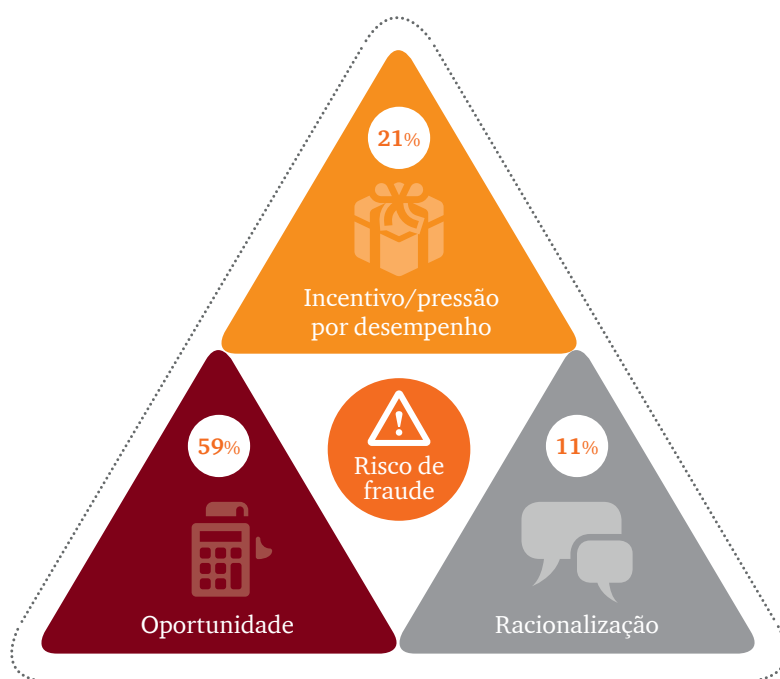 21%
Incentivo/pressão
por desempenho
59%
Oportunidade
Risco de
fraude
11%
Racionalização